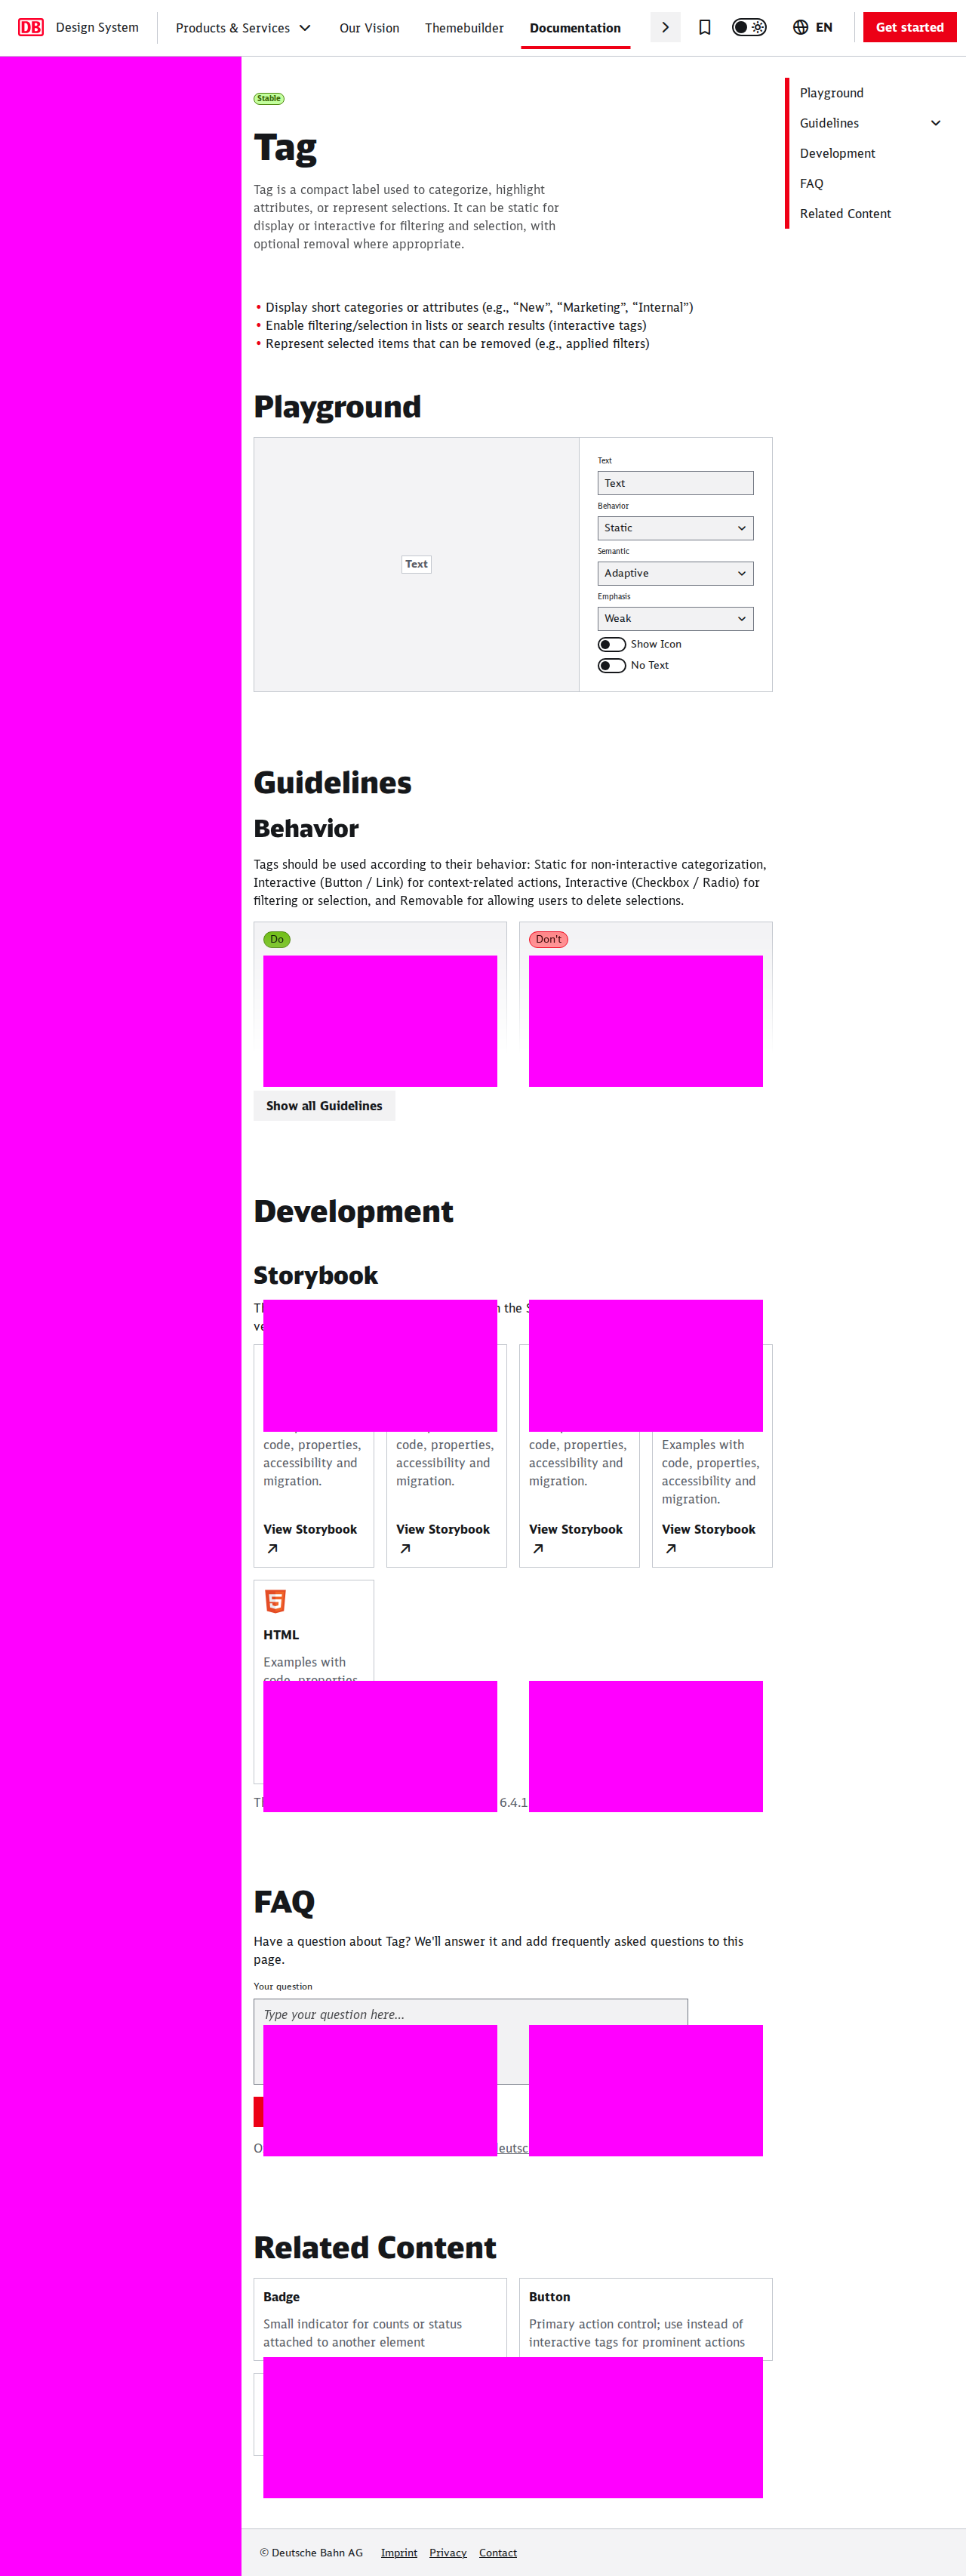 DB Design System Products & Services Our Vision Themebuilder Documentation EN Get started
Stable
Tag
Tag is a compact label used to categorize, highlight
attributes, or represent selections. It can be static for
display or interactive for filtering and selection, with
optional removal where appropriate.
Playground
Guidelines
Development
FAQ
Related Content
• Display short categories or attributes (e.g., “New”, “Marketing”, “Internal”)
• Enable filtering/selection in lists or search results (interactive tags)
• Represent selected items that can be removed (e.g., applied filters)
Playground
Text
Text
Text
Behavior
Static
Semantic
Adaptive
Emphasis
Weak
Show Icon
No Text
Guidelines
Behavior
Tags should be used according to their behavior: Static for non-interactive categorization,
Interactive (Button / Link) for context-related actions, Interactive (Checkbox / Radio) for
filtering or selection, and Removable for allowing users to delete selections.
Do
Don't
Show all Guidelines
Development
Storybook
the
code, properties,
accessibility and
migration.
View Storybook
code, properties,
accessibility and
migration.
View Storybook
code, properties,
accessibility and
migration.
View Storybook
Examples with
code, properties,
accessibility and
migration.
View Storybook
HTML
Examples with
code, properties
6.4.1
FAQ
Have a question about Tag? We'll answer it and add frequently asked questions to this
page.
Your question
Type your question here...
Related Content
Badge
Small indicator for counts or status
attached to another element
Button
Primary action control; use instead of
interactive tags for prominent actions
© Deutsche Bahn AG Imprint Privacy Contact